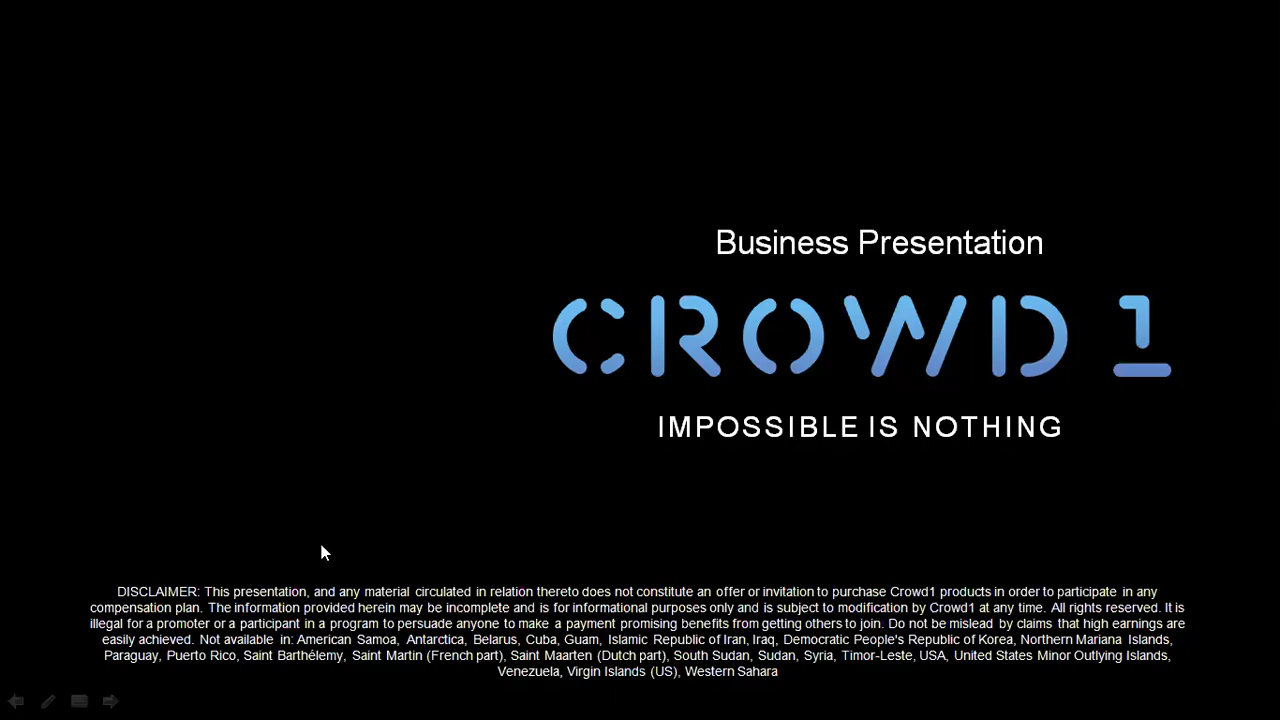 Business Presentation
CROWD 1
IMPOSSIBLE IS NOTHING
DISCLAIMER: This presentation, and any material circulated in relation thereto does not constitute an offer or invitation to purchase Crowd1 products in order to participate in any
compensation plan. The information provided herein may be incomplete and is for informational purposes only and is subject to modification by Crowd1 at any time. All rights reserved. It is
illegal for a promoter or a participant in a program to persuade anyone to make a payment promising benefits from getting others to join. Do not be mislead by claims that high earnings are
easily achieved. Not available in: American Samoa, Antarctica, Belarus, Cuba, Guam, Islamic Republic of Iran, Iraq, Democratic People's Republic of Korea, Northern Mariana Islands,
Paraguay, Puerto Rico, Saint Barthélemy, Saint Martin (French part), Saint Maarten (Dutch part), South Sudan, Sudan, Syria, Timor-Leste, USA, United States Minor Outlying Islands,
Venezuela, Virgin Islands (US), Western Sahara